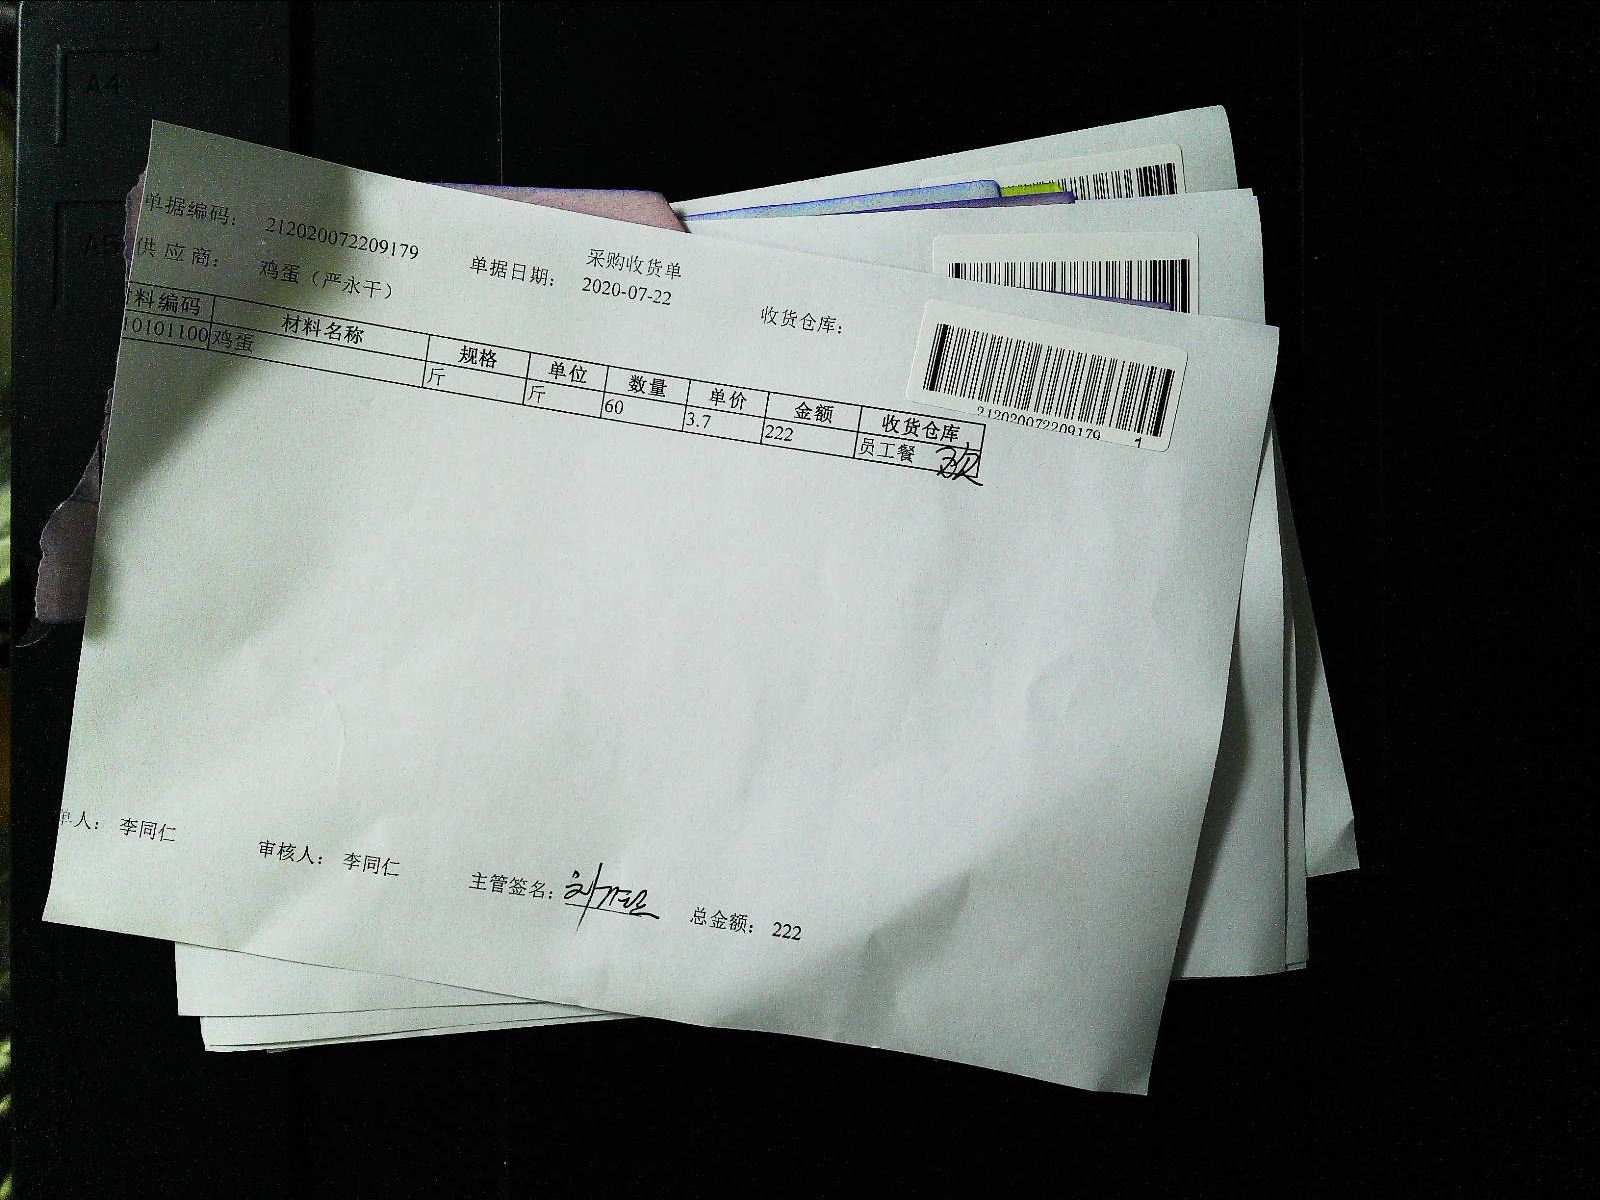 A4
A5
采购收货单
单据编码： 212020072209179
单据日期： 2020-07-22
供应商： 鸡蛋（严永干）
收货仓库：
料编码 材料名称 规格 单位 数量 单价 金额 收货仓库
10101100 鸡蛋 斤 斤 60 3.7 222 员工餐
212020072209179 1
单人： 李同仁 审核人： 李同仁 主管签名： 总金额： 222